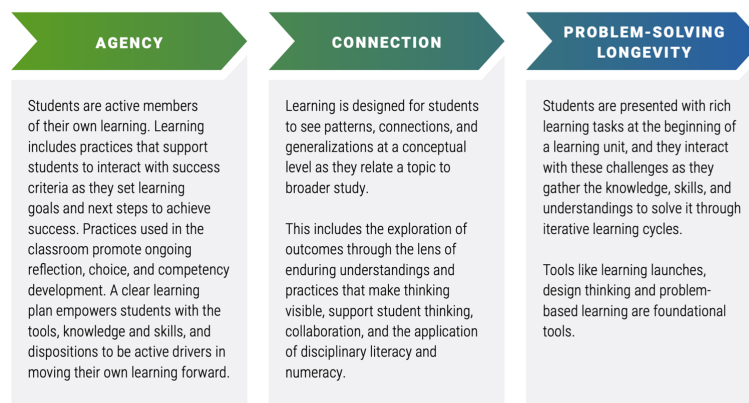 AGENCY
Students are active members
of their own learning. Learning
includes practices that support
students to interact with success
criteria as they set learning
goals and next steps to achieve
success. Practices used in the
classroom promote ongoing
reflection, choice, and competency
development. A clear learning
plan empowers students with the
tools, knowledge and skills, and
dispositions to be active drivers in
moving their own learning forward.
CONNECTION
Learning is designed for students
to see patterns, connections, and
generalizations at a conceptual
level as they relate a topic to
broader study.
This includes the exploration of
outcomes through the lens of
enduring understandings and
practices that make thinking
visible, support student thinking,
collaboration, and the application
of disciplinary literacy and
numeracy.
PROBLEM-SOLVING
LONGEVITY
Students are presented with rich
learning tasks at the beginning of
a learning unit, and they interact
with these challenges as they
gather the knowledge, skills, and
understandings to solve it through
iterative learning cycles.
Tools like learning launches,
design thinking and problem-
based learning are foundational
tools.